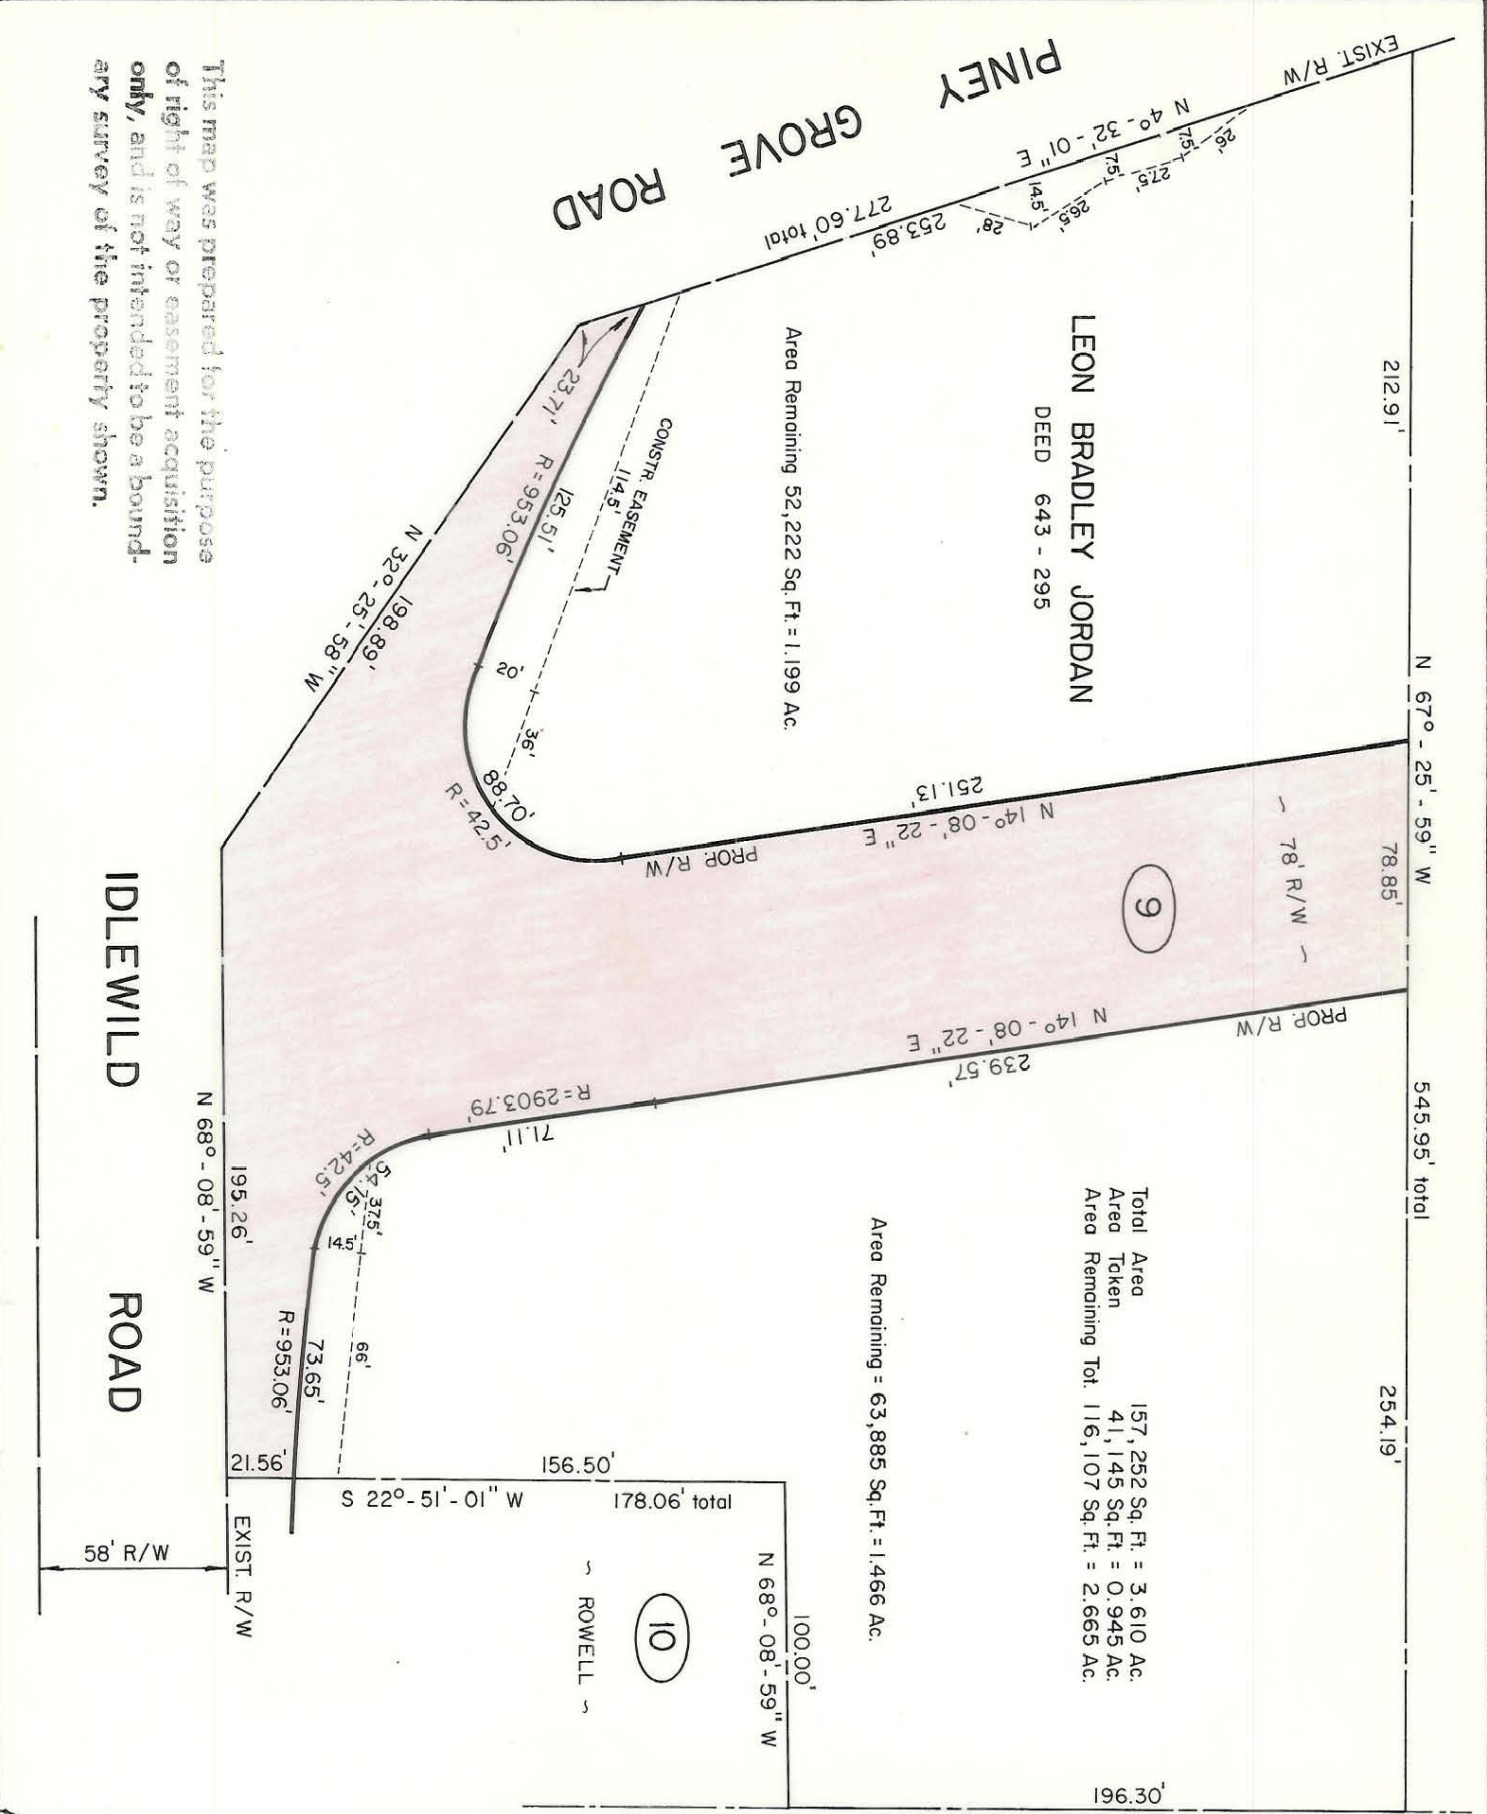 EXIST. R/W
PINEY GROVE ROAD
N 4° - 32' - 01" E
277.60' total
253.89'
26'
7.5'
27.5'
7.5'
26.5'
14.5'
28'
This map was prepared for the purpose
of right of way or easement acquisition
only, and is not intended to be a bound-
ary survey of the property shown.
LEON BRADLEY JORDAN
DEED 643 - 295
Area Remaining 52,222 Sq. Ft. = 1.199 Ac.
212.91'
N 67° - 25' - 59" W
78.85'
545.95' total
254.19'
23.71'
125.51'
R = 953.06'
CONSTR. EASEMENT
114.5'
20'
36'
88.70'
R = 42.5'
198.89'
N 32° - 25' - 58" W
251.13'
N 14° - 08' - 22" E
PROP. R/W
9
~ 78' R/W ~
PROP. R/W
N 14° - 08' - 22" E
239.57'
R = 2903.79'
71.11'
R = 42.5'
54.75'
37.5'
14.5'
66'
73.65'
R = 953.06'
N 68° - 08' - 59" W
195.26'
IDLEWILD ROAD
Total Area 157,252 Sq. Ft. = 3.610 Ac.
Area Taken 41,145 Sq. Ft. = 0.945 Ac.
Area Remaining Tot. 116,107 Sq. Ft. = 2.665 Ac.
Area Remaining = 63,885 Sq. Ft. = 1.466 Ac.
21.56'
156.50'
S 22° - 51' - 01" W
178.06' total
EXIST. R/W
58' R/W
~ ROWELL ~
10
N 68° - 08' - 59" W
100.00'
196.30'